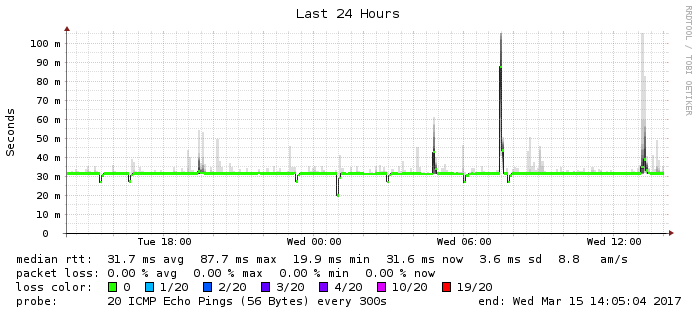 Last 24 Hours
RRDTOOL / TOBI OETIKER
Seconds
100 m
90 m
80 m
70 m
60 m
50 m
40 m
30 m
20 m
10 m
0
Tue 18:00 Wed 00:00 Wed 06:00 Wed 12:00
median rtt: 31.7 ms avg 87.7 ms max 19.9 ms min 31.6 ms now 3.6 ms sd 8.8 am/s
packet loss: 0.00 % avg 0.00 % max 0.00 % min 0.00 % now
loss color: 0 1/20 2/20 3/20 4/20 10/20 19/20
probe: 20 ICMP Echo Pings (56 Bytes) every 300s end: Wed Mar 15 14:05:04 2017